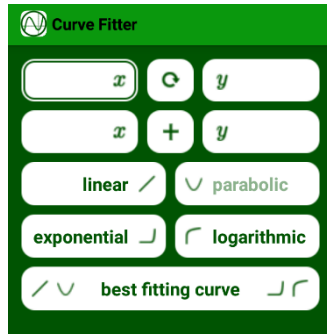 Curve Fitter
x y
x + y
linear parabolic
exponential logarithmic
best fitting curve